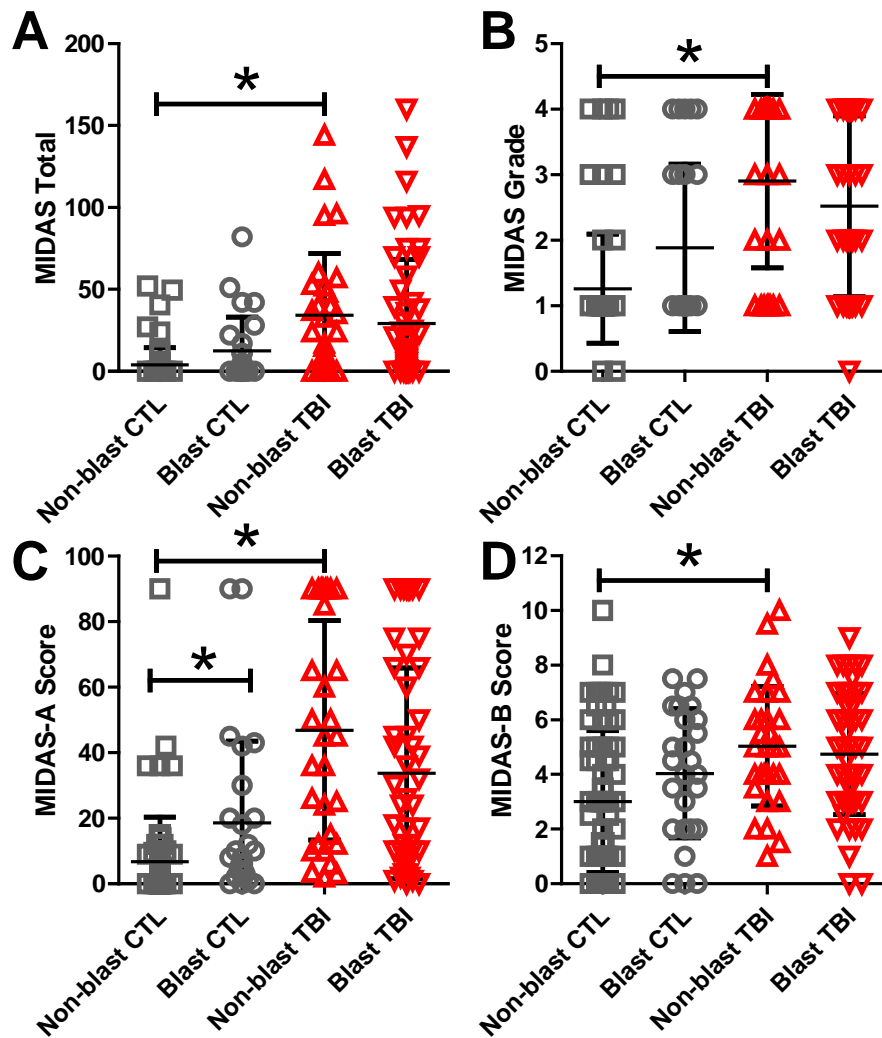 A
MIDAS Total
200
150
100
50
0
*
Non-blast CTL
Blast CTL
Non-blast TBI
Blast TBI
B
MIDAS Grade
5
4
3
2
1
0
*
Non-blast CTL
Blast CTL
Non-blast TBI
Blast TBI
C
MIDAS-A Score
100
80
60
40
20
0
*
*
Non-blast CTL
Blast CTL
Non-blast TBI
Blast TBI
D
MIDAS-B Score
12
10
8
6
4
2
0
*
Non-blast CTL
Blast CTL
Non-blast TBI
Blast TBI